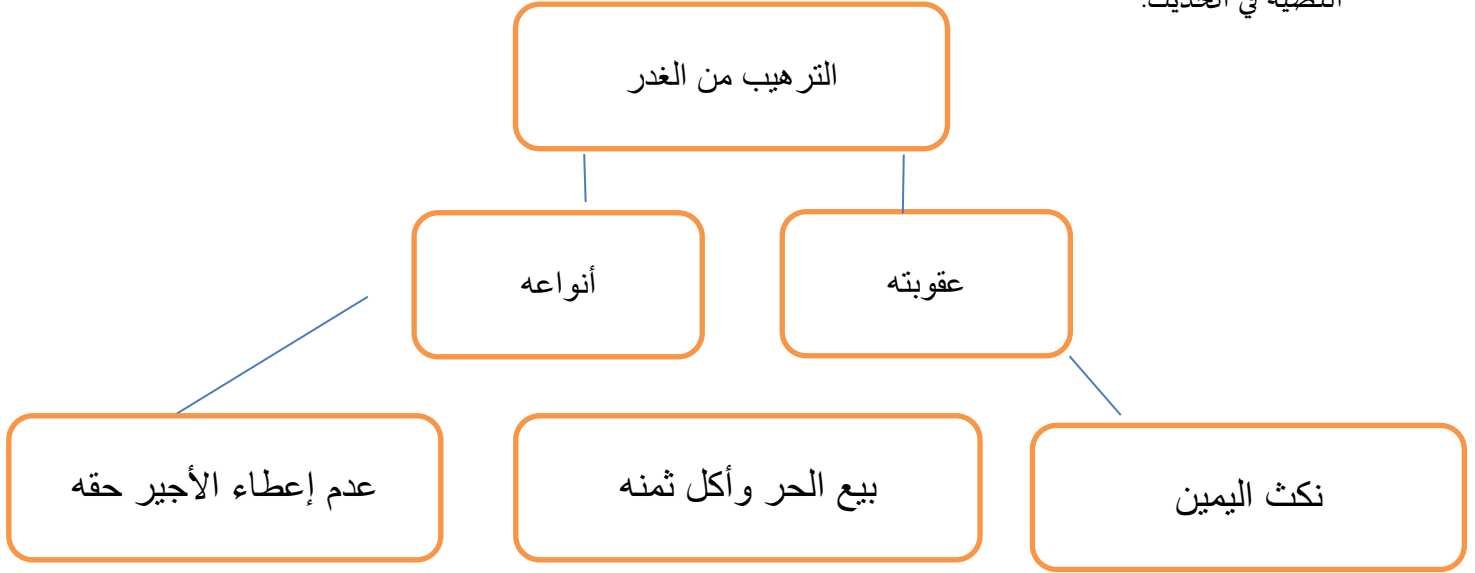 الترهيب من الغدر
عقوبته
أنواعه
نكث اليمين
بيع الحر وأكل ثمنه
عدم إعطاء الأجير حقه